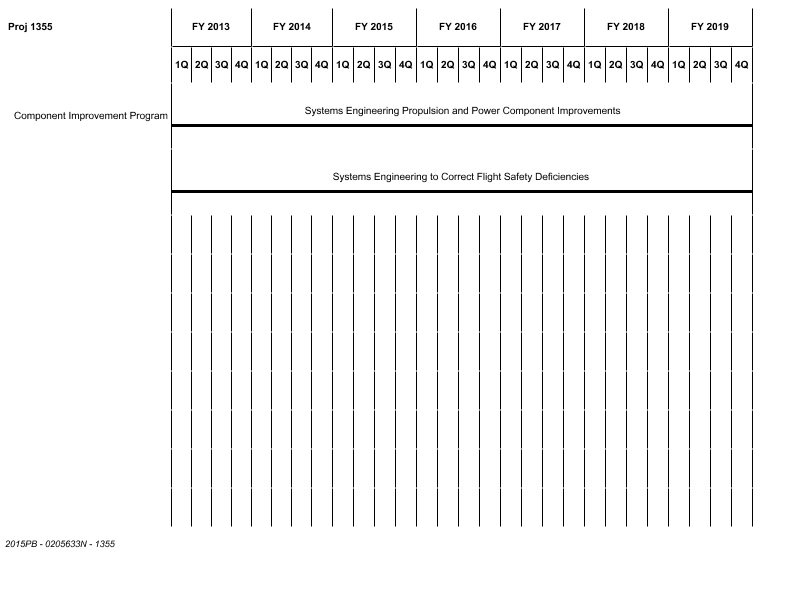 Proj 1355 FY 2013 FY 2014 FY 2015 FY 2016 FY 2017 FY 2018 FY 2019
1Q 2Q 3Q 4Q 1Q 2Q 3Q 4Q 1Q 2Q 3Q 4Q 1Q 2Q 3Q 4Q 1Q 2Q 3Q 4Q 1Q 2Q 3Q 4Q 1Q 2Q 3Q 4Q
Systems Engineering Propulsion and Power Component Improvements
Component Improvement Program
Systems Engineering to Correct Flight Safety Deficiencies
2015PB - 0205633N - 1355